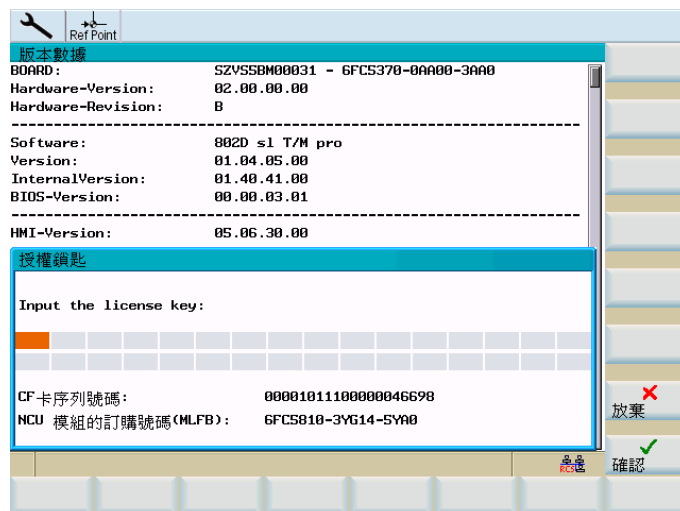 Ref Point
版本數據
BOARD: SZVS5BM00031 - 6FC5370-0AA00-3AA0
Hardware-Version: 02.00.00.00
Hardware-Revision: B
Software: 802D sl T/M pro
Version: 01.04.05.00
InternalVersion: 01.40.41.00
BIOS-Version: 00.00.03.01
HMI-Version: 05.06.30.00
授權鎖匙
Input the license key:
CF卡序列號碼: 00001011100000046698
NCU 模組的訂購號碼(MLFB): 6FC5810-3YG14-5YA0
放棄
RCS
確認